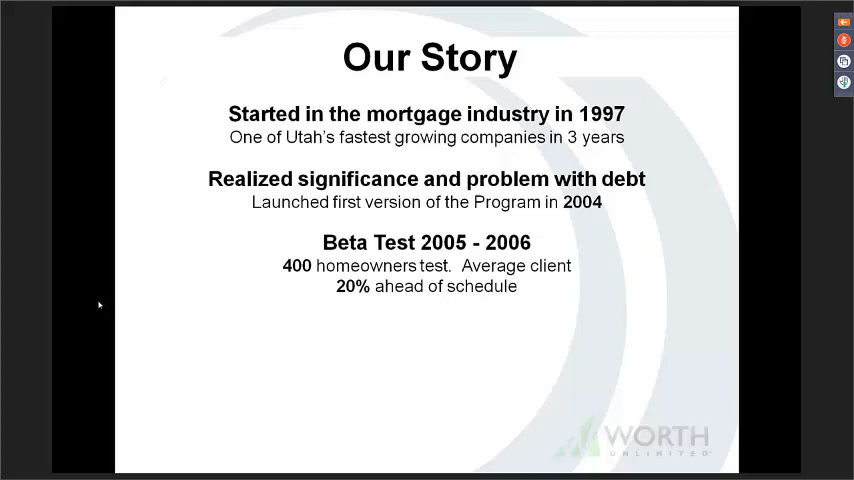 Our Story
Started in the mortgage industry in 1997
One of Utah's fastest growing companies in 3 years
Realized significance and problem with debt
Launched first version of the Program in 2004
Beta Test 2005 - 2006
400 homeowners test. Average client
20% ahead of schedule
WORTH
UNLIMITED